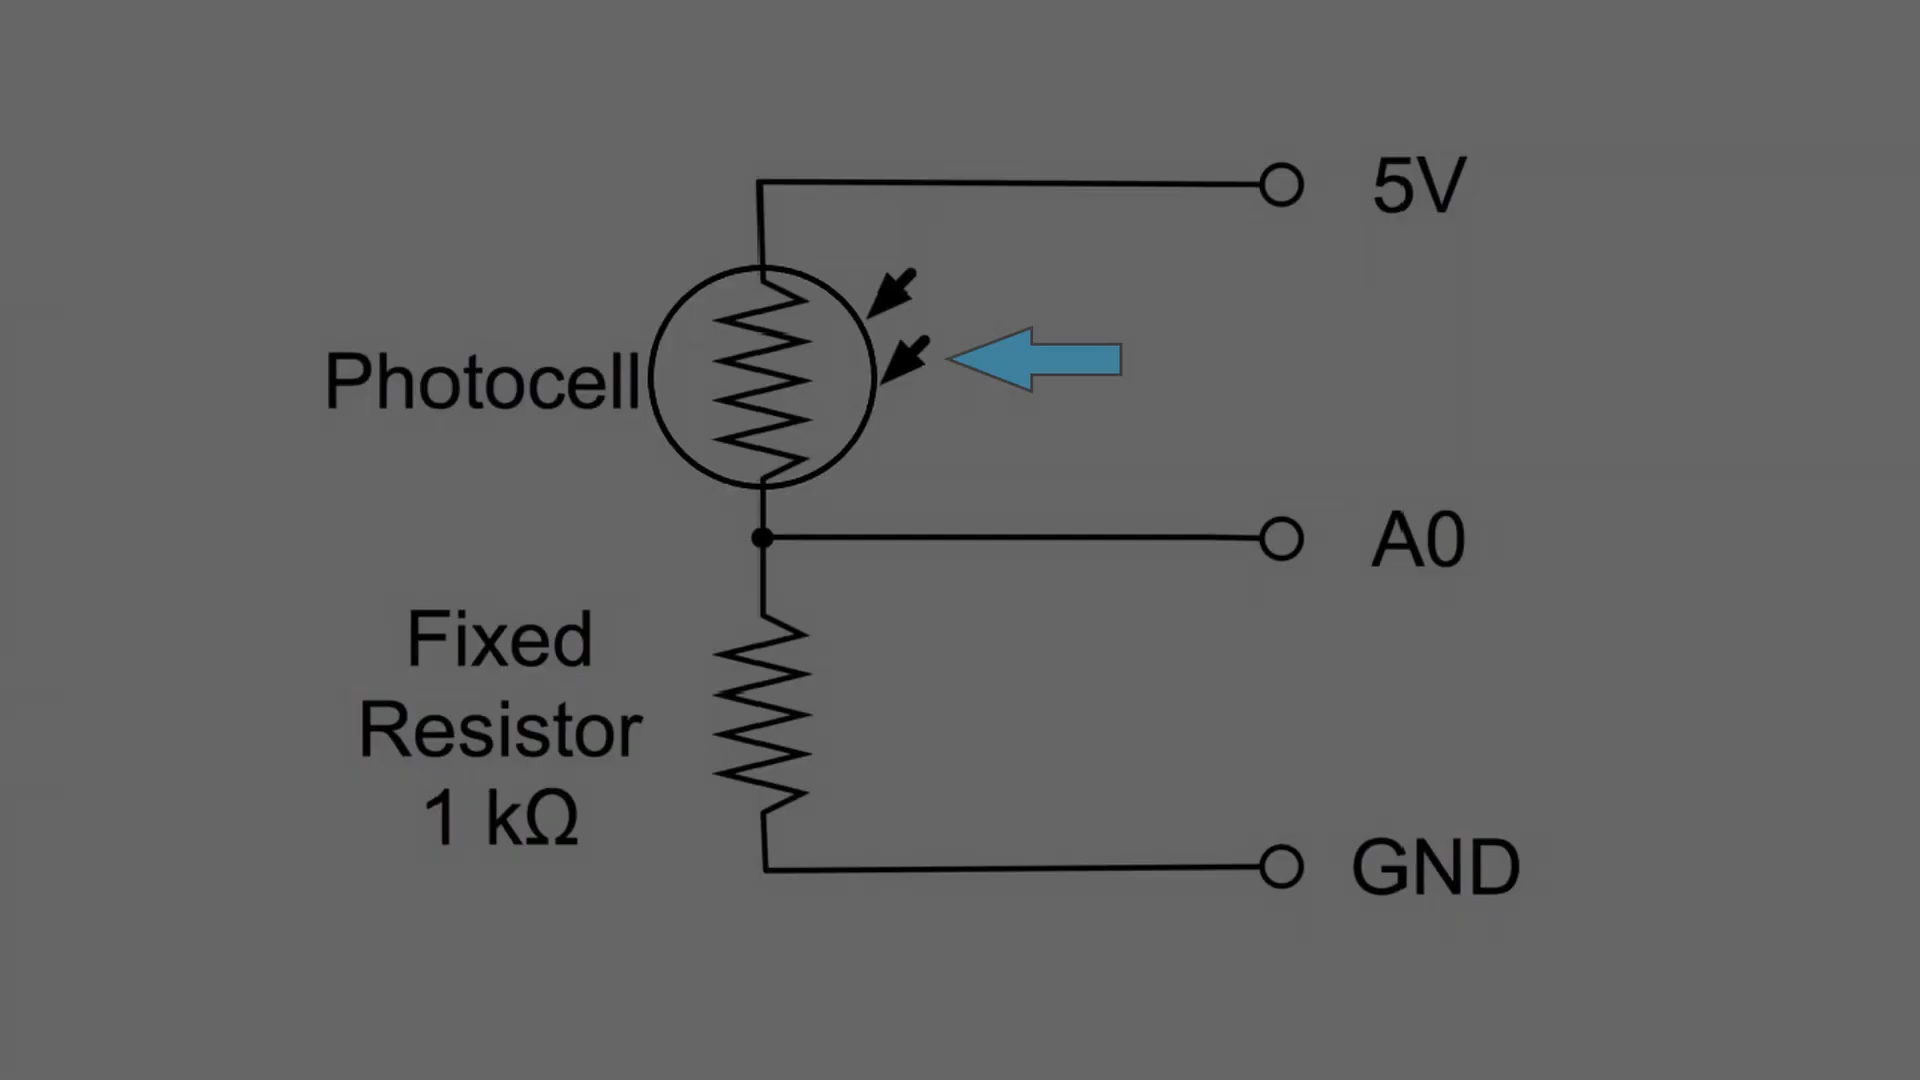 5V
Photocell
A0
Fixed
Resistor
1 kΩ
GND